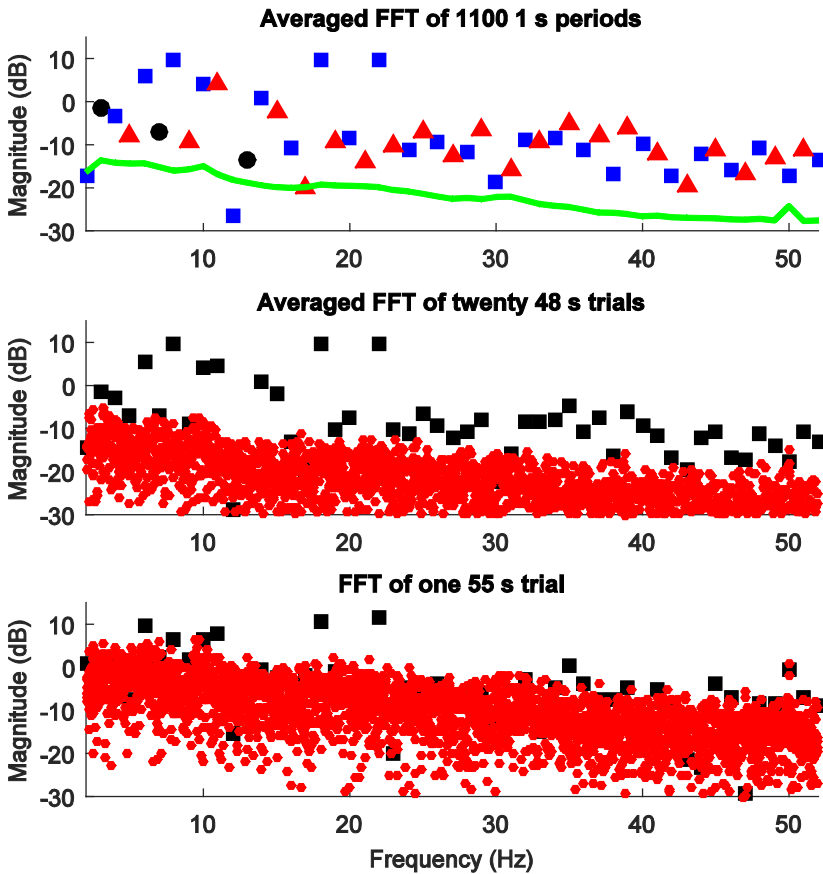 Averaged FFT of 1100 1 s periods
Magnitude (dB)
10
0
-10
-20
-30
10 20 30 40 50
Averaged FFT of twenty 48 s trials
Magnitude (dB)
10
0
-10
-20
-30
10 20 30 40 50
FFT of one 55 s trial
Magnitude (dB)
10
0
-10
-20
-30
10 20 30 40 50
Frequency (Hz)